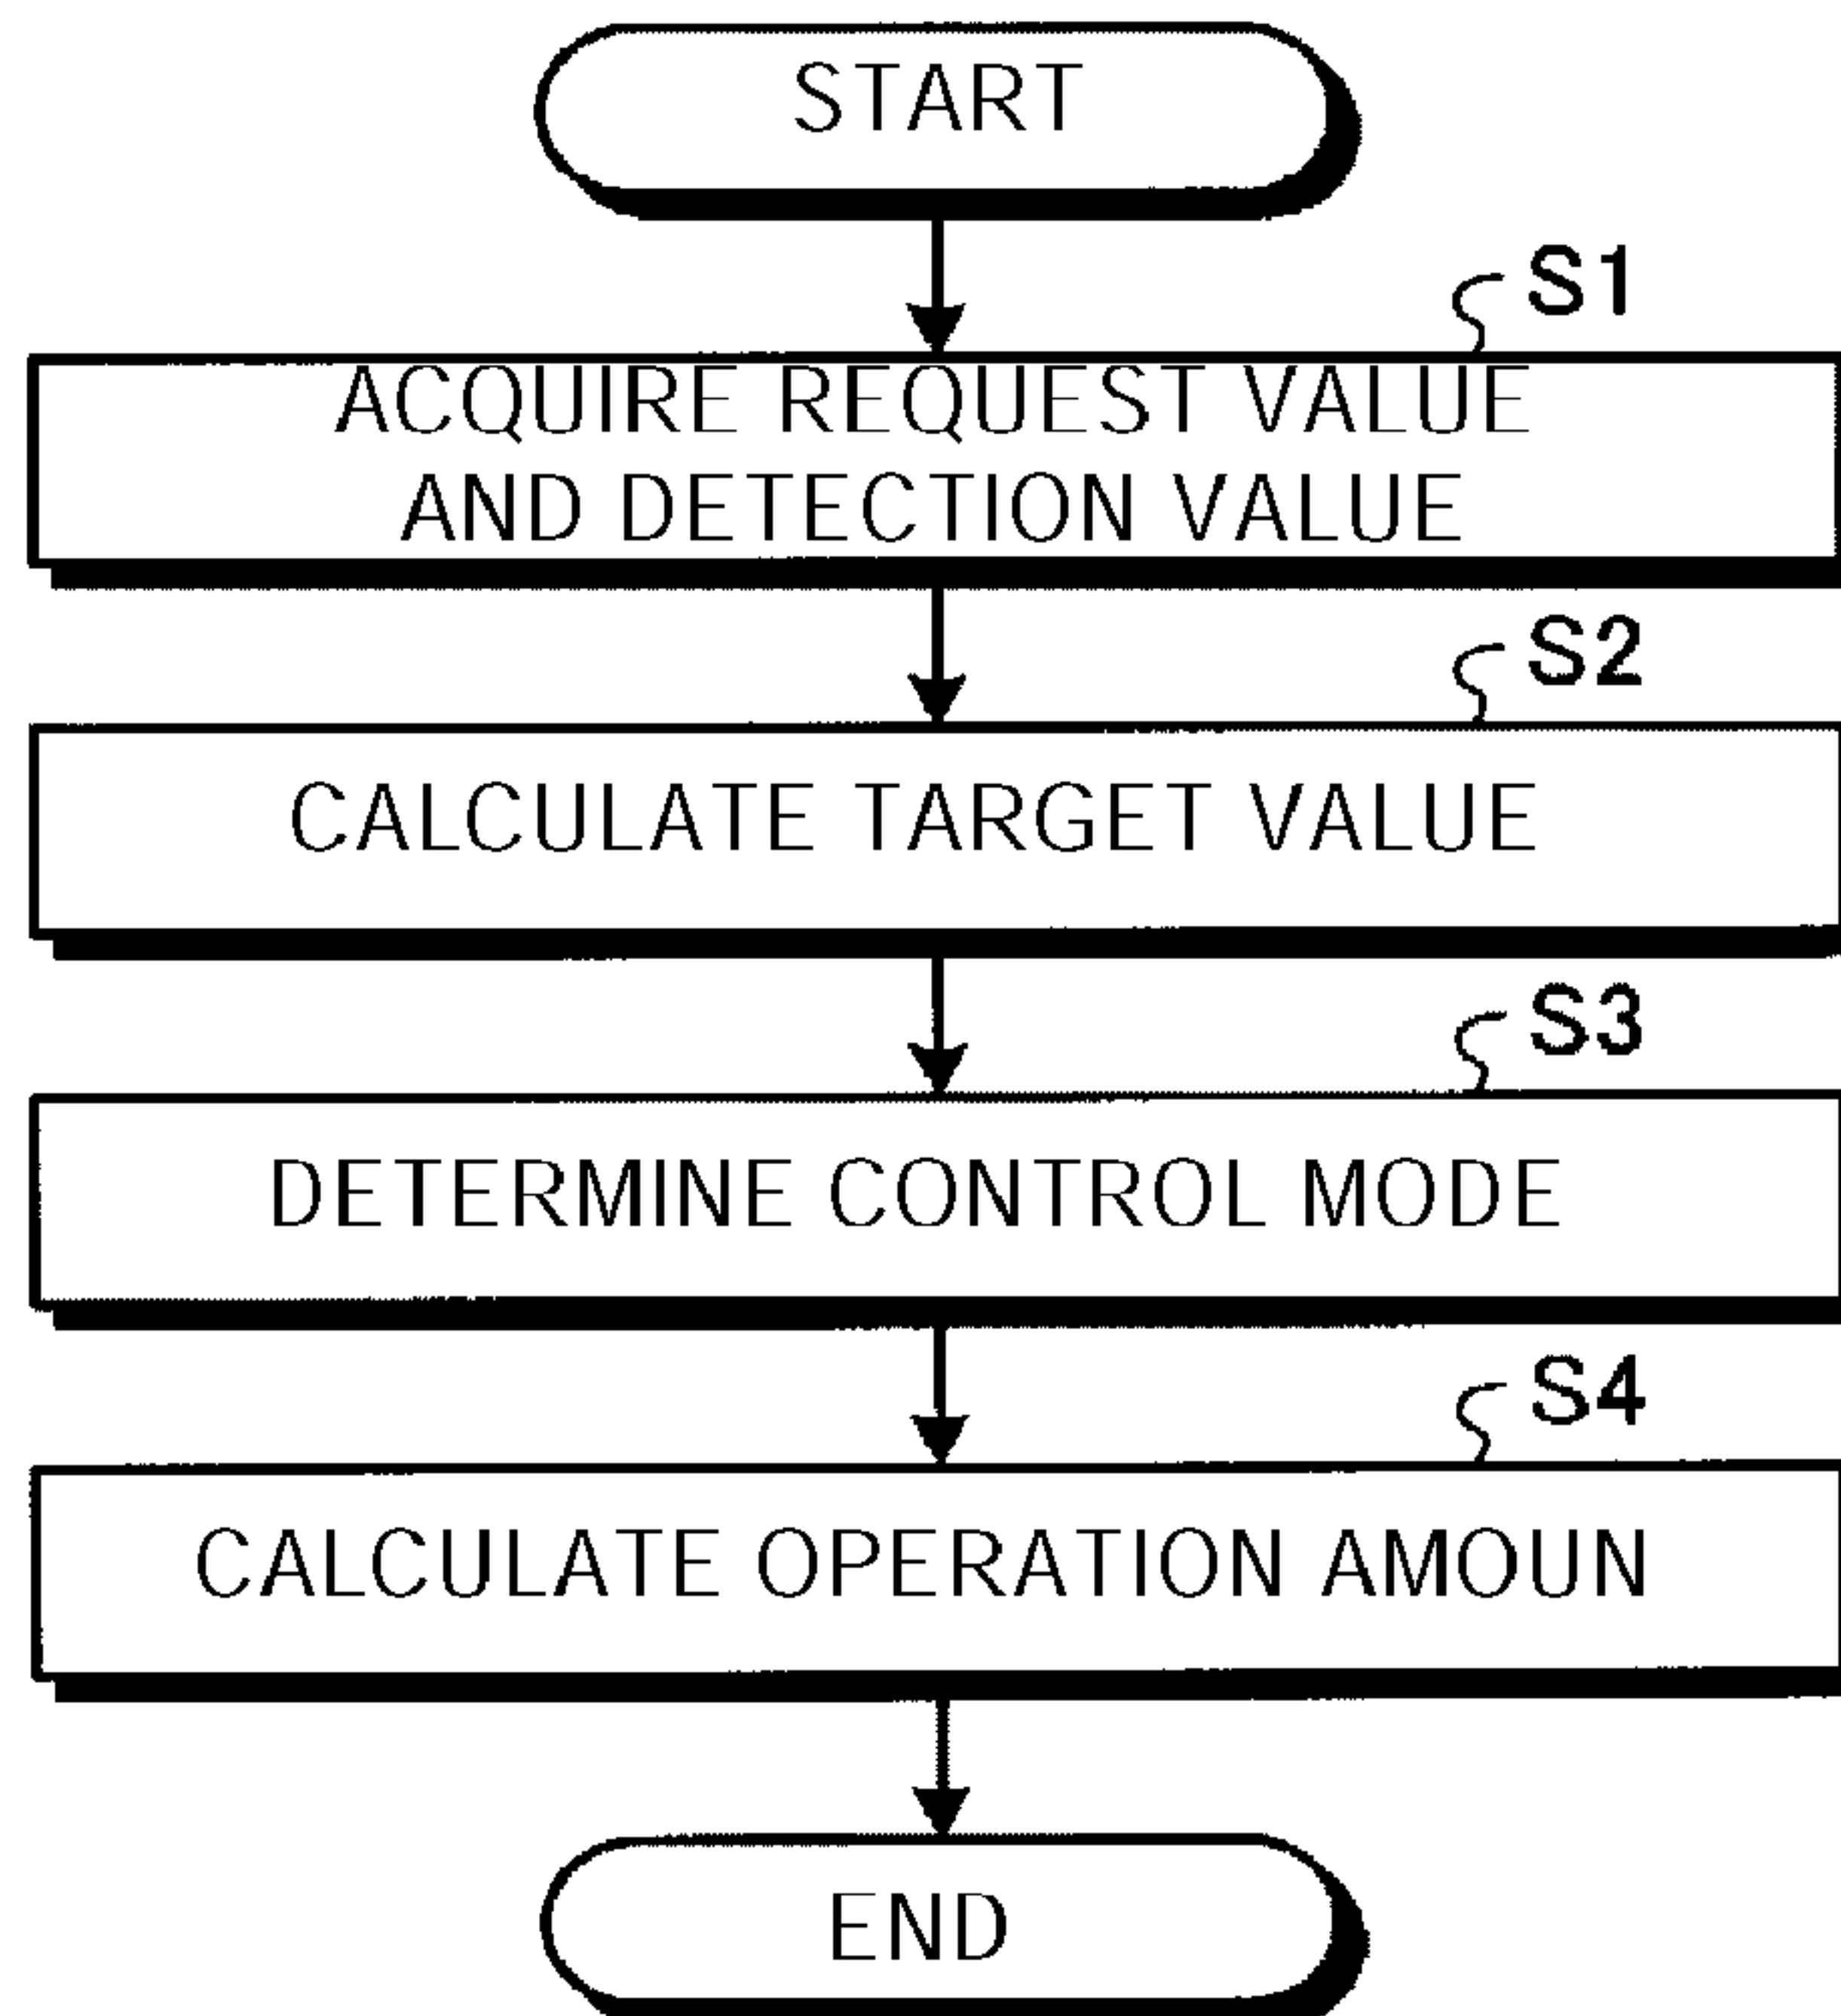 START
S1
ACQUIRE REQUEST VALUE
AND DETECTION VALUE
S2
CALCULATE TARGET VALUE
S3
DETERMINE CONTROL MODE
S4
CALCULATE OPERATION AMOUN
END